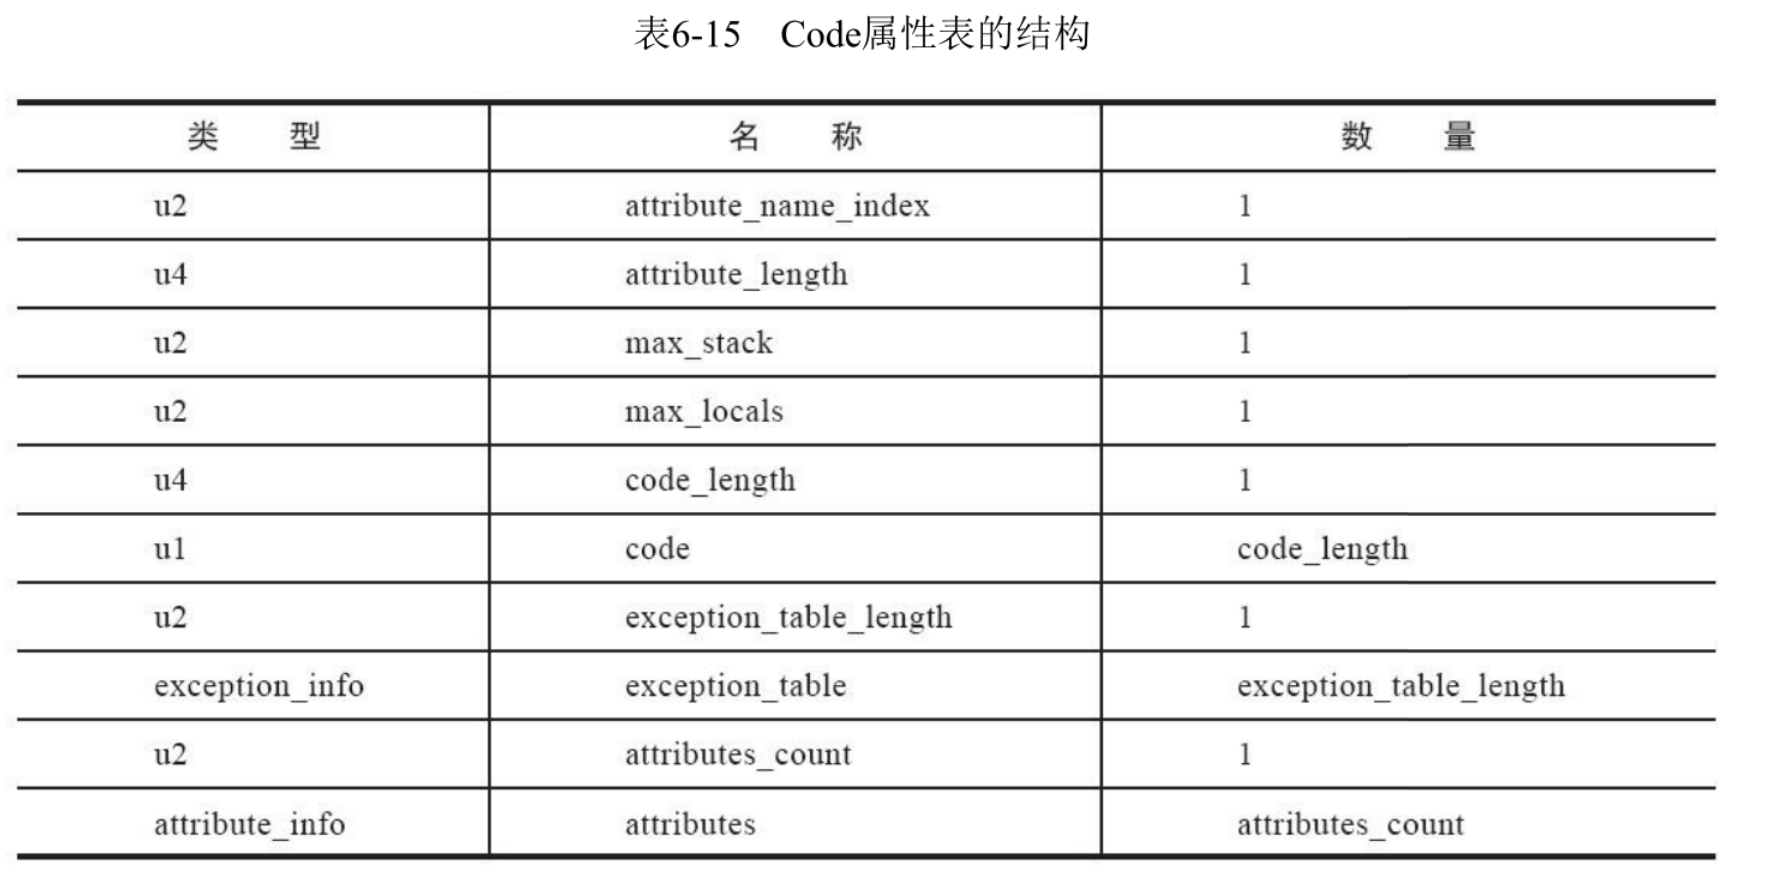 表6-15 Code属性表的结构
类 型 名 称 数 量
u2 attribute_name_index 1
u4 attribute_length 1
u2 max_stack 1
u2 max_locals 1
u4 code_length 1
u1 code code_length
u2 exception_table_length 1
exception_info exception_table exception_table_length
u2 attributes_count 1
attribute_info attributes attributes_count